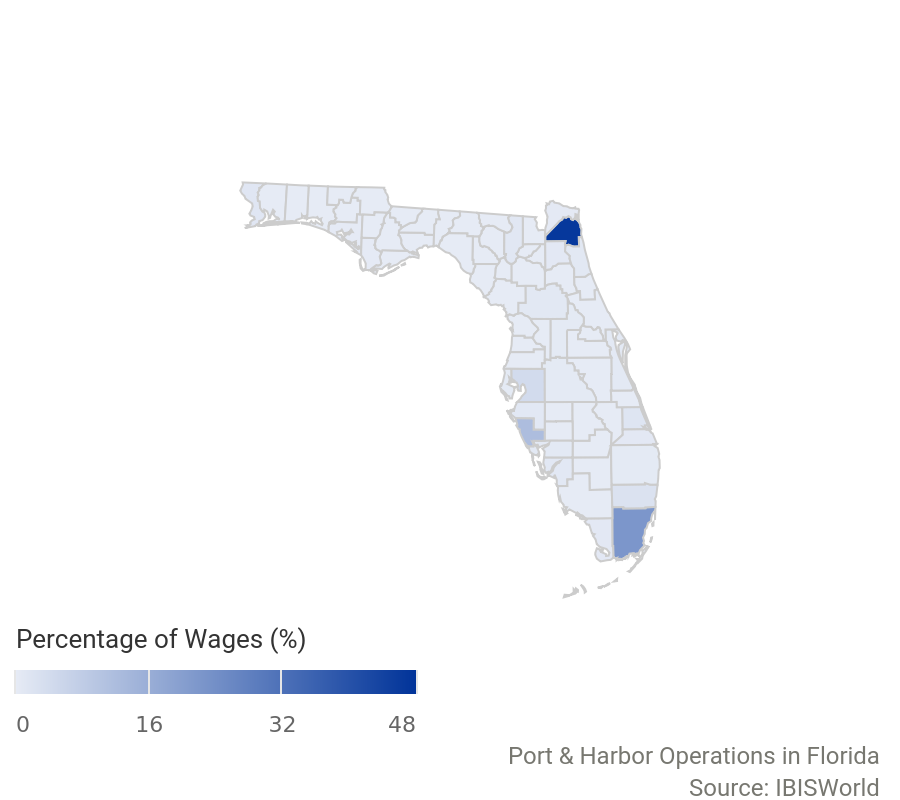 Percentage of Wages (%)
0 16 32 48
Port & Harbor Operations in Florida
Source: IBISWorld